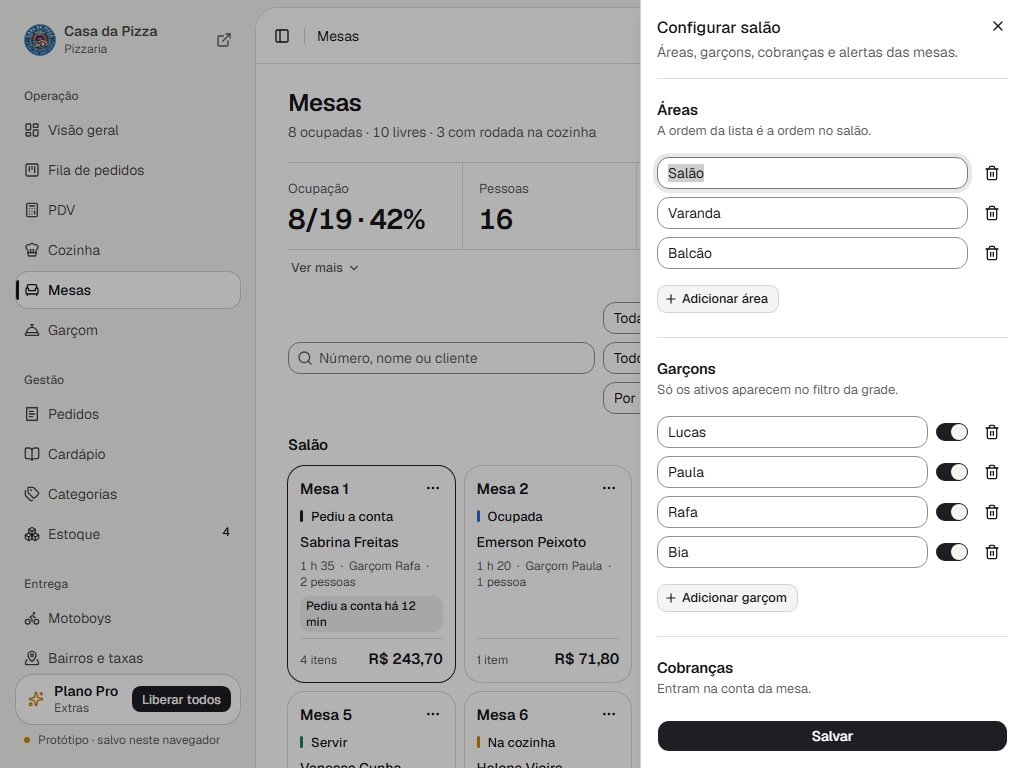 Casa da Pizza
Pizzaria
Operação
Visão geral
Fila de pedidos
PDV
Cozinha
Mesas
Garçom
Gestão
Pedidos
Cardápio
Categorias
Estoque 4
Entrega
Motoboys
Bairros e taxas
Plano Pro
Extras
Liberar todos
Protótipo · salvo neste navegador
Mesas
Mesas
8 ocupadas · 10 livres · 3 com rodada na cozinha
Ocupação
8/19 · 42%
Pessoas
16
Ver mais
Número, nome ou cliente
Por
Salão
Mesa 1
Pediu a conta
Sabrina Freitas
1 h 35 · Garçom Rafa ·
2 pessoas
Pediu a conta há 12
min
4 itens R$ 243,70
Mesa 2
Ocupada
Emerson Peixoto
1 h 20 · Garçom Paula ·
1 pessoa
1 item R$ 71,80
Mesa 5
Servir
Mesa 6
Na cozinha
Configurar salão
Áreas, garçons, cobranças e alertas das mesas.
Áreas
A ordem da lista é a ordem no salão.
Salão
Varanda
Balcão
+ Adicionar área
Garçons
Só os ativos aparecem no filtro da grade.
Lucas
Paula
Rafa
Bia
+ Adicionar garçom
Cobranças
Entram na conta da mesa.
Salvar